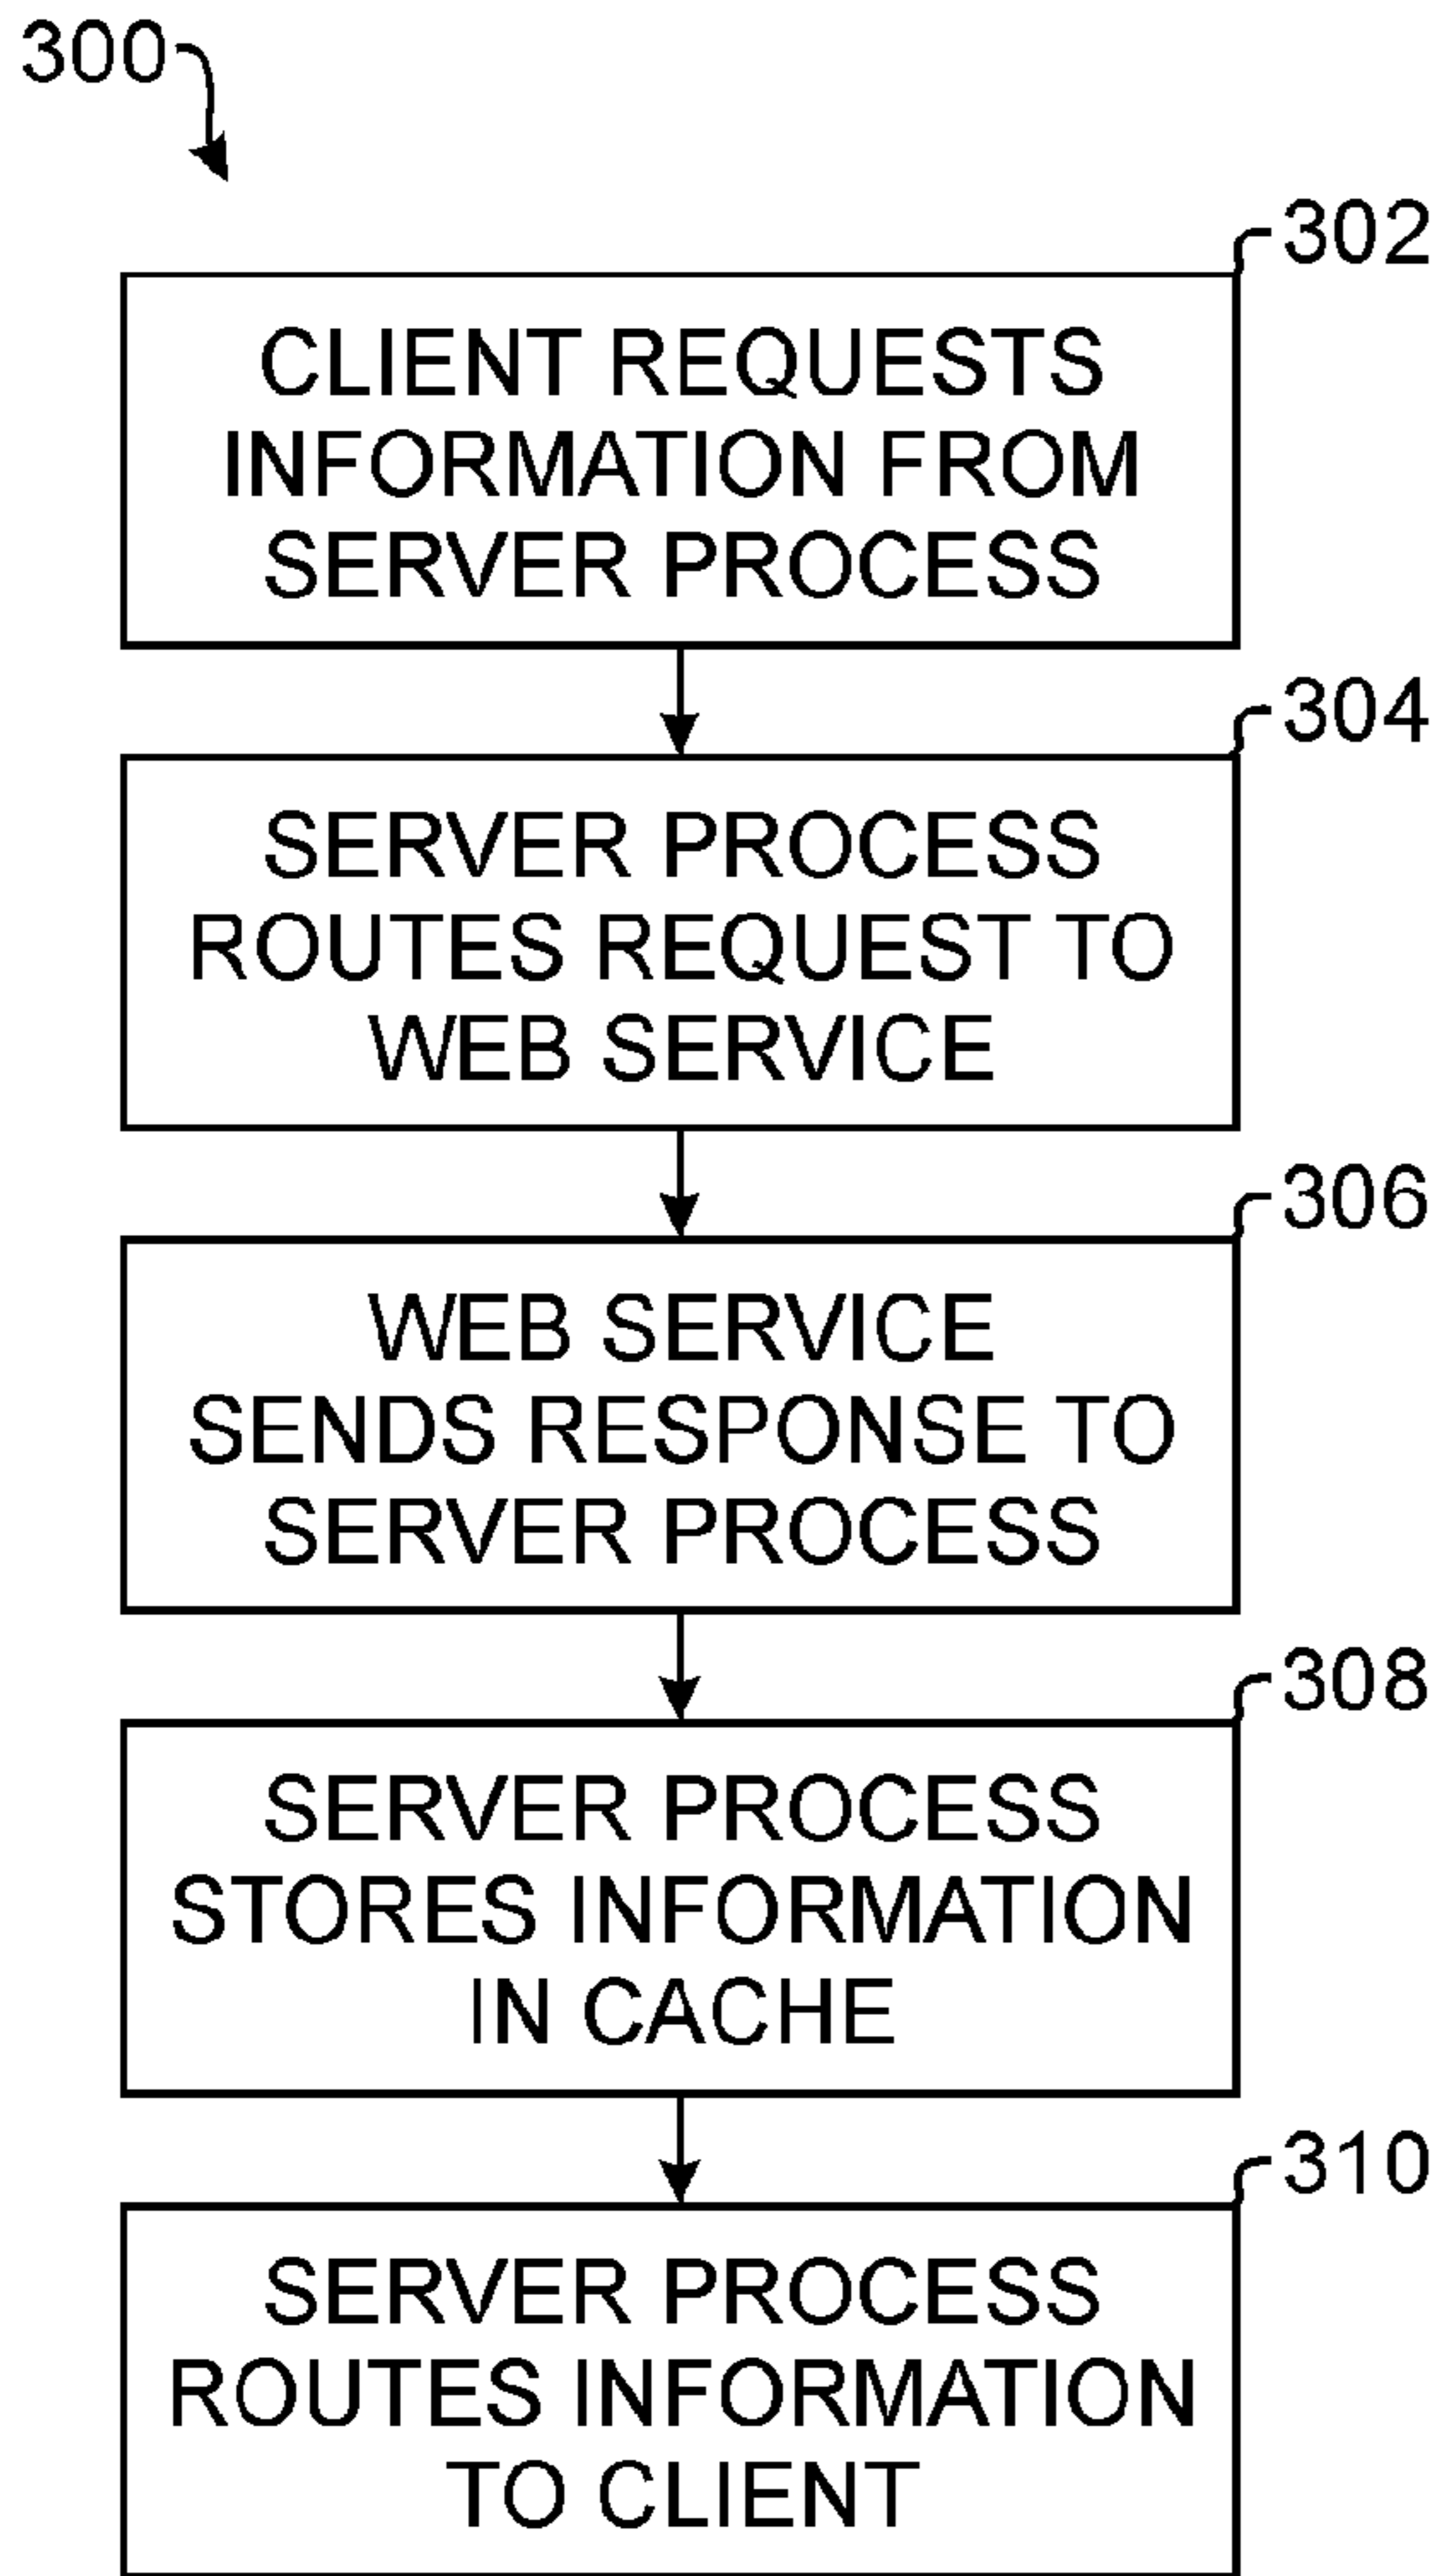 300
302
CLIENT REQUESTS
INFORMATION FROM
SERVER PROCESS
304
SERVER PROCESS
ROUTES REQUEST TO
WEB SERVICE
306
WEB SERVICE
SENDS RESPONSE TO
SERVER PROCESS
308
SERVER PROCESS
STORES INFORMATION
IN CACHE
310
SERVER PROCESS
ROUTES INFORMATION
TO CLIENT